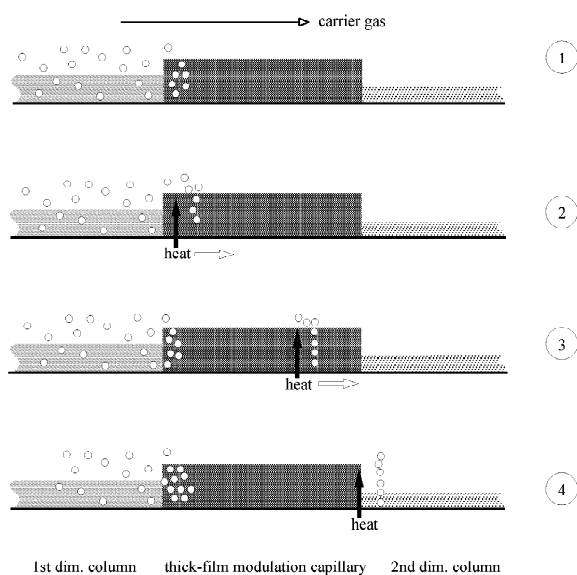 carrier gas
1
2
heat
3
heat
4
heat
1st dim. column thick-film modulation capillary 2nd dim. column